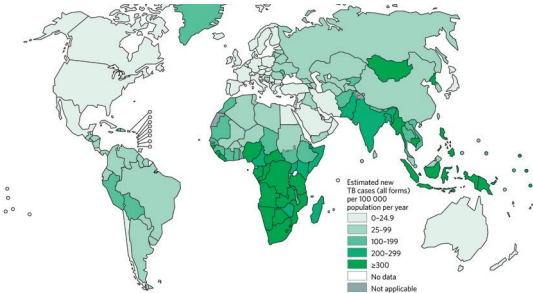 Estimated new
TB cases (all forms)
per 100 000
population per year
0–24.9
25–99
100–199
200–299
≥300
No data
Not applicable